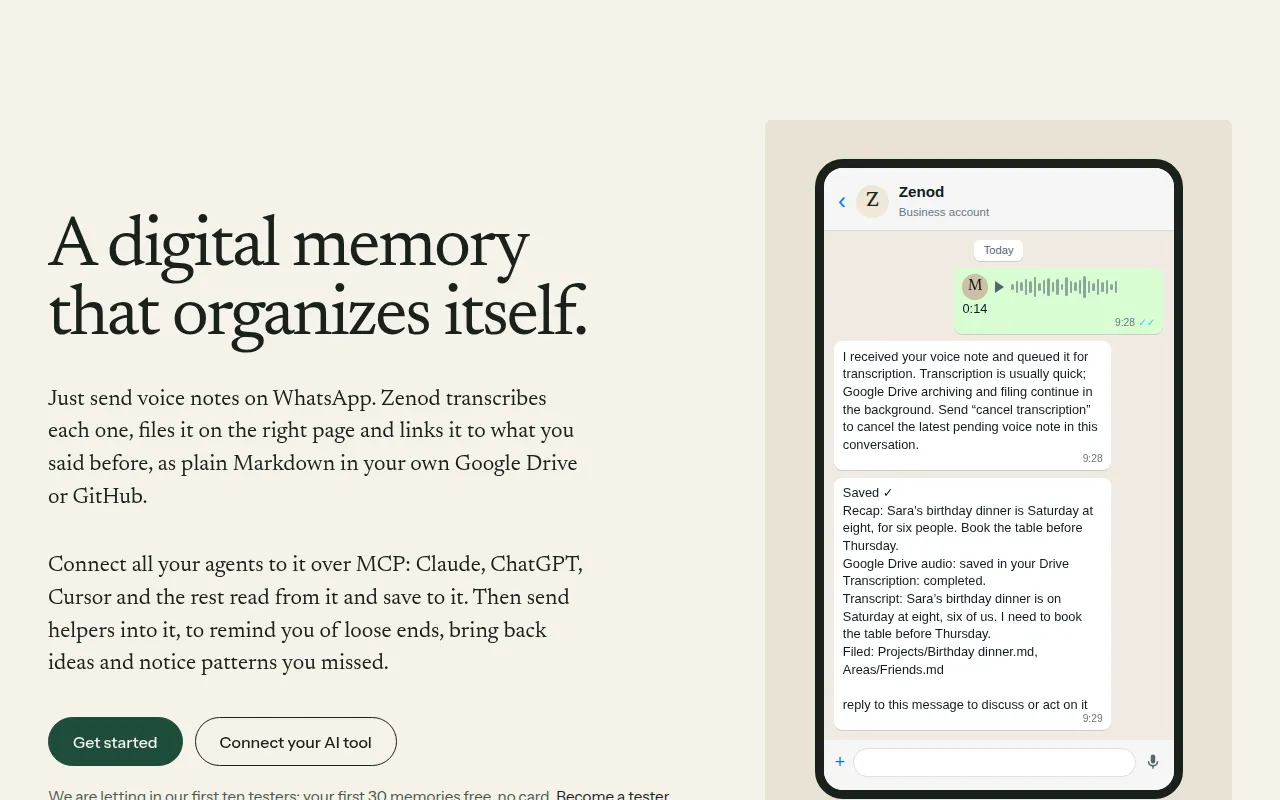 A digital memory
that organizes itself.
Just send voice notes on WhatsApp. Zenod transcribes
each one, files it on the right page and links it to what you
said before, as plain Markdown in your own Google Drive
or GitHub.
Connect all your agents to it over MCP: Claude, ChatGPT,
Cursor and the rest read from it and save to it. Then send
helpers into it, to remind you of loose ends, bring back
ideas and notice patterns you missed.
Get started
Connect your AI tool
We are letting in our first ten testers: your first 30 memories free, no card. Become a tester
Z
Zenod
Business account
Today
M
0:14
9:28 ✓✓
I received your voice note and queued it for
transcription. Transcription is usually quick;
Google Drive archiving and filing continue in
the background. Send “cancel transcription”
to cancel the latest pending voice note in this
conversation.
9:28
Saved ✓
Recap: Sara’s birthday dinner is Saturday at
eight, for six people. Book the table before
Thursday.
Google Drive audio: saved in your Drive
Transcription: completed.
Transcript: Sara’s birthday dinner is on
Saturday at eight, six of us. I need to book
the table before Thursday.
Filed: Projects/Birthday dinner.md,
Areas/Friends.md
reply to this message to discuss or act on it
9:29